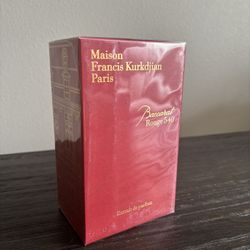 Maison
Francis Kurkdjian
Paris
Baccarat
Rouge 540
Extrait de parfum